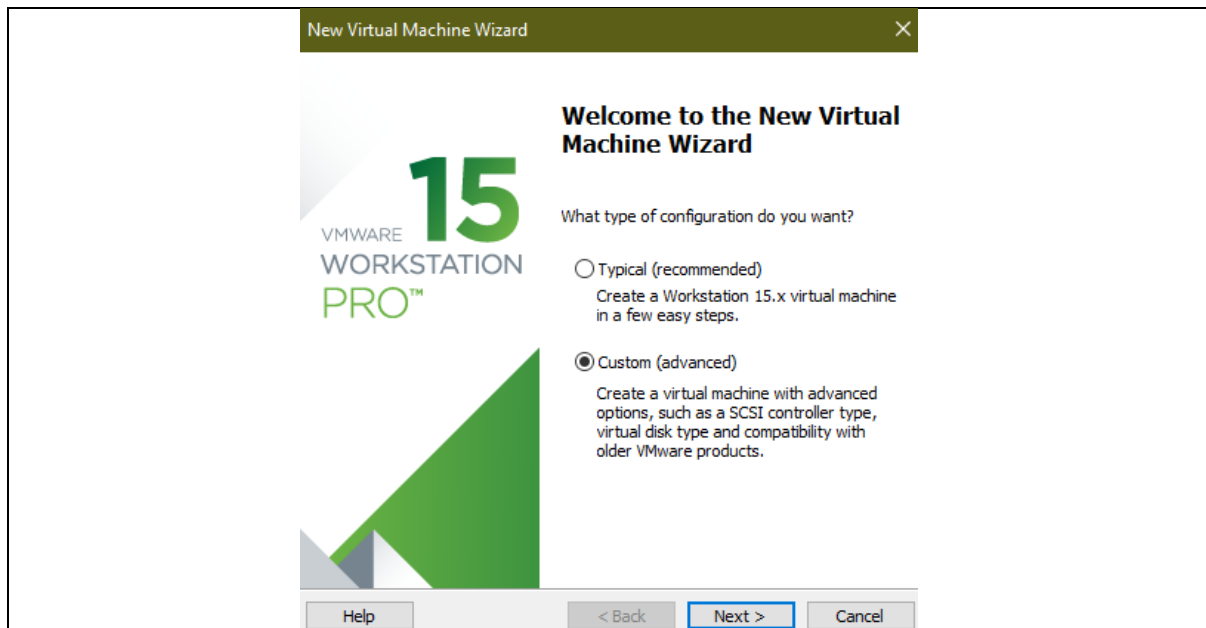 New Virtual Machine Wizard
Welcome to the New Virtual
Machine Wizard
15
VMWARE
WORKSTATION
PRO™
What type of configuration do you want?
Typical (recommended)
Create a Workstation 15.x virtual machine
in a few easy steps.
Custom (advanced)
Create a virtual machine with advanced
options, such as a SCSI controller type,
virtual disk type and compatibility with
older VMware products.
Help
< Back
Next >
Cancel